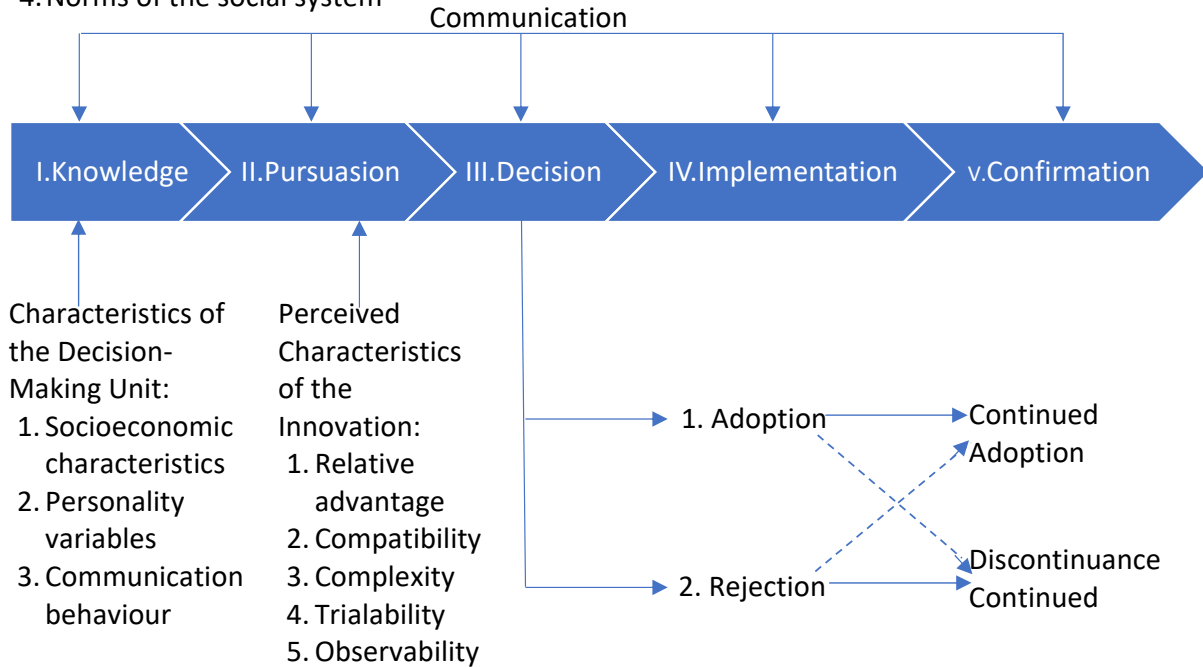 4. Norms of the social system
Communication
I.Knowledge
II.Pursuasion
III.Decision
IV.Implementation
v.Confirmation
Characteristics of
the Decision-
Making Unit:
1. Socioeconomic
characteristics
2. Personality
variables
3. Communication
behaviour
Perceived
Characteristics
of the
Innovation:
1. Relative
advantage
2. Compatibility
3. Complexity
4. Trialability
5. Observability
1. Adoption
2. Rejection
Continued
Adoption
Discontinuance
Continued